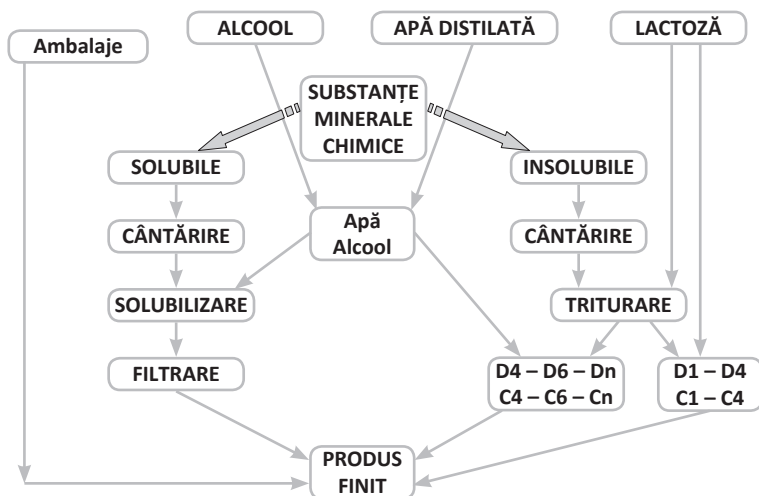 Ambalaje
ALCOOL
APĂ DISTILATĂ
LACTOZĂ
SUBSTANȚE
MINERALE
CHIMICE
SOLUBILE
INSOLUBILE
CÂNTĂRIRE
Apă
Alcool
CÂNTĂRIRE
SOLUBILIZARE
TRITURARE
FILTRARE
D4 – D6 – Dn
C4 – C6 – Cn
D1 – D4
C1 – C4
PRODUS
FINIT